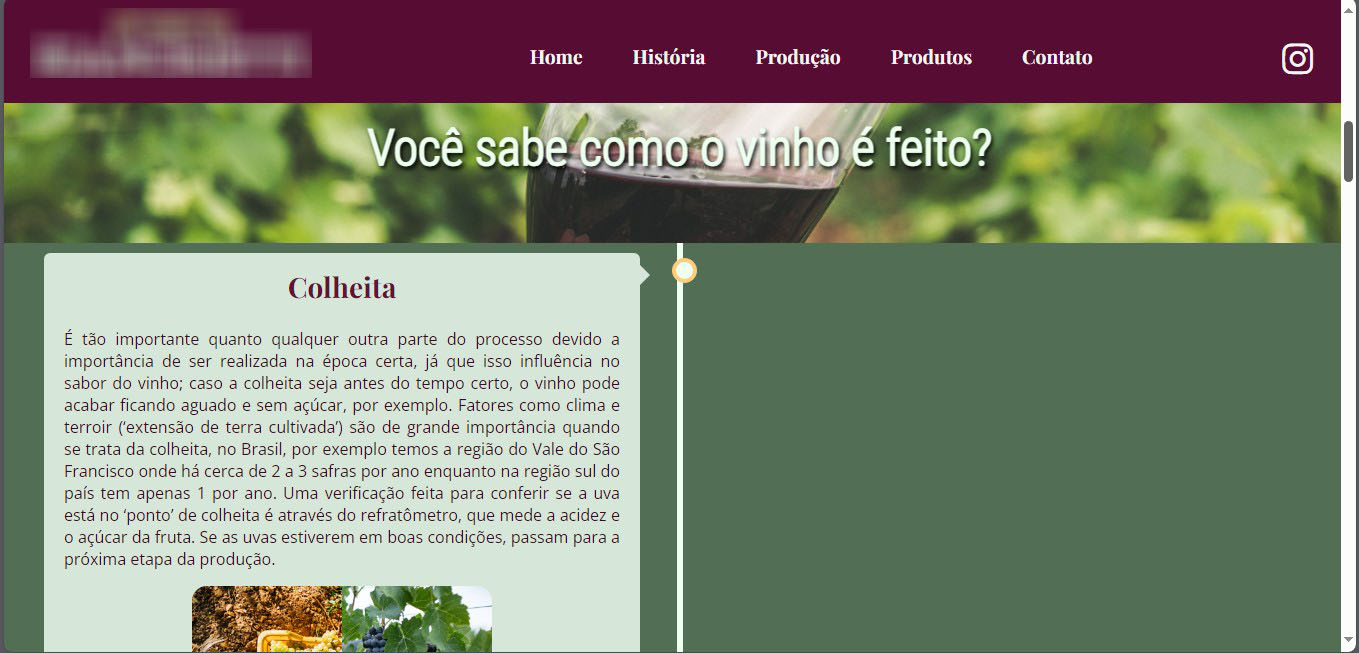 Home História Produção Produtos Contato
Você sabe como o vinho é feito?
Colheita
É tão importante quanto qualquer outra parte do processo devido a
importância de ser realizada na época certa, já que isso influência no
sabor do vinho; caso a colheita seja antes do tempo certo, o vinho pode
acabar ficando aguado e sem açúcar, por exemplo. Fatores como clima e
terroir (‘extensão de terra cultivada’) são de grande importância quando
se trata da colheita, no Brasil, por exemplo temos a região do Vale do São
Francisco onde há cerca de 2 a 3 safras por ano enquanto na região sul do
país tem apenas 1 por ano. Uma verificação feita para conferir se a uva
está no ‘ponto’ de colheita é através do refratômetro, que mede a acidez e
o açúcar da fruta. Se as uvas estiverem em boas condições, passam para a
próxima etapa da produção.